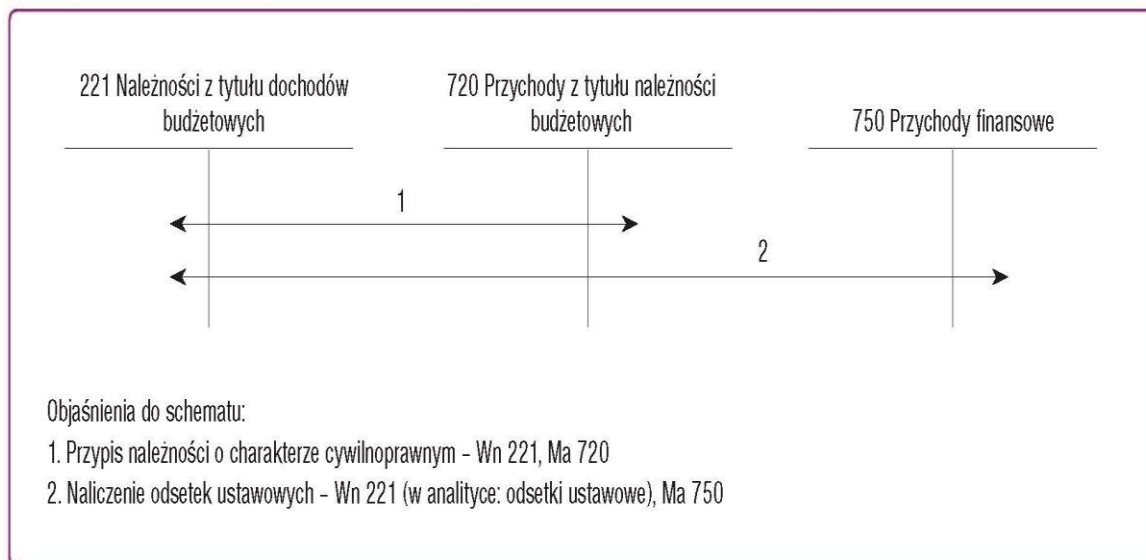 221 Należności z tytułu dochodów
budżetowych
720 Przychody z tytułu należności
budżetowych
750 Przychody finansowe
1
2
Objaśnienia do schematu:
1. Przypis należności o charakterze cywilnoprawnym – Wn 221, Ma 720
2. Naliczenie odsetek ustawowych – Wn 221 (w analityce: odsetki ustawowe), Ma 750